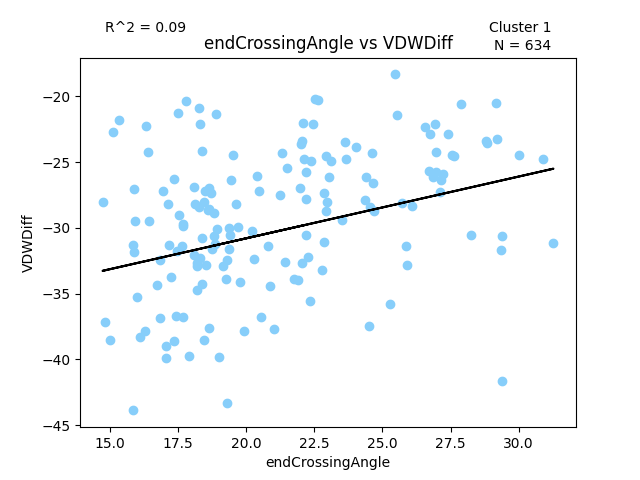 R^2 = 0.09
Cluster 1
N = 634
endCrossingAngle vs VDWDiff
VDWDiff
−20
−25
−30
−35
−40
−45
15.0 17.5 20.0 22.5 25.0 27.5 30.0
endCrossingAngle